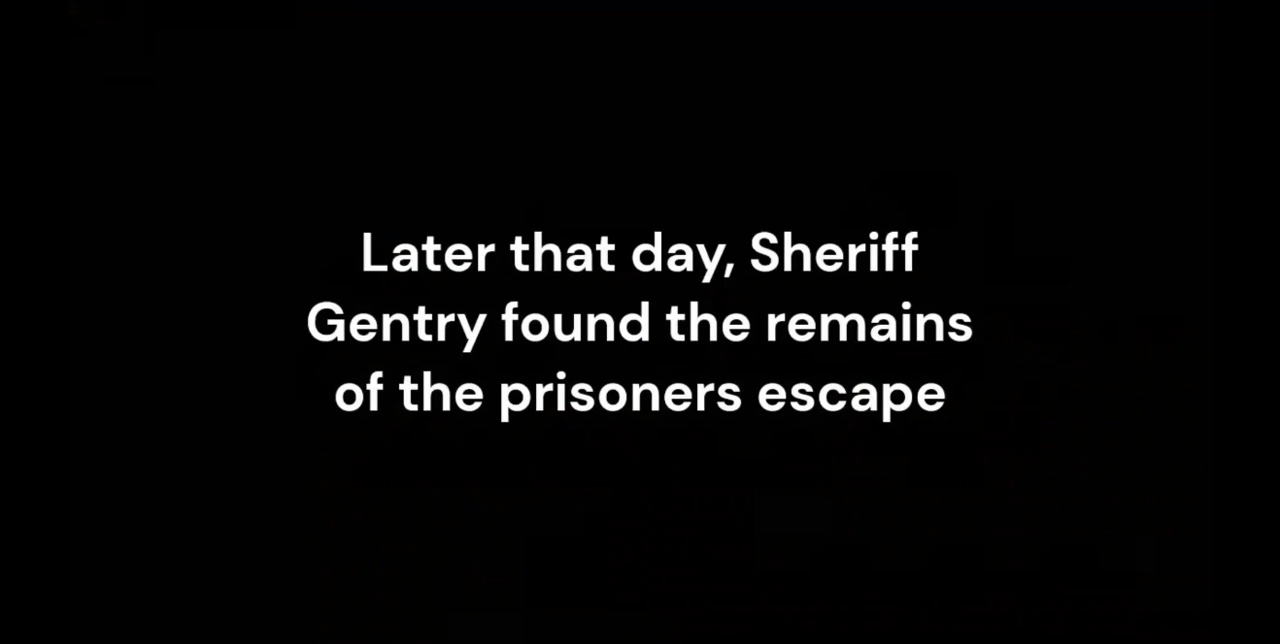 Later that day, Sheriff
Gentry found the remains
of the prisoners escape